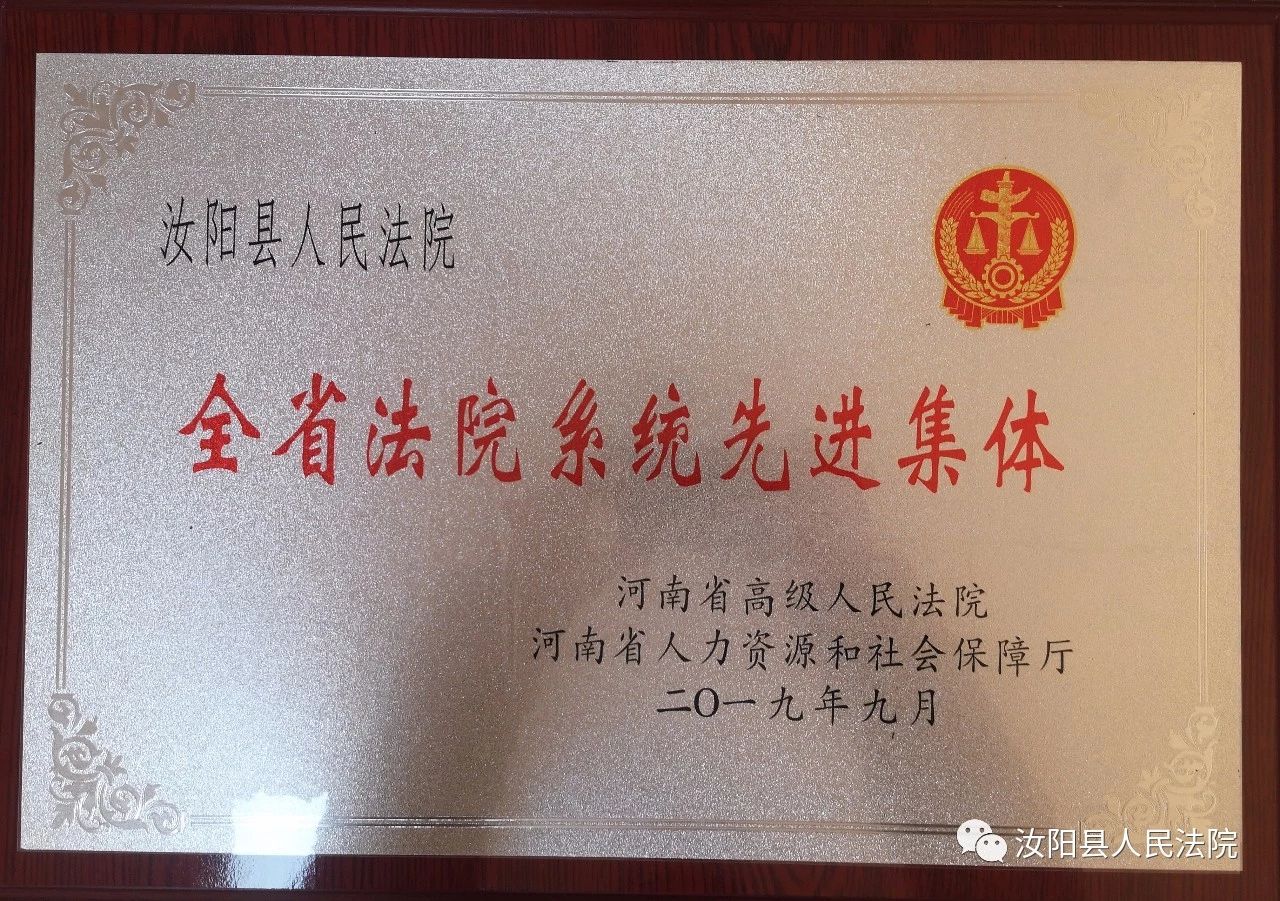 汝阳县人民法院
全省法院系统先进集体
河南省高级人民法院
河南省人力资源和社会保障厅
二〇一九年九月
汝阳县人民法院